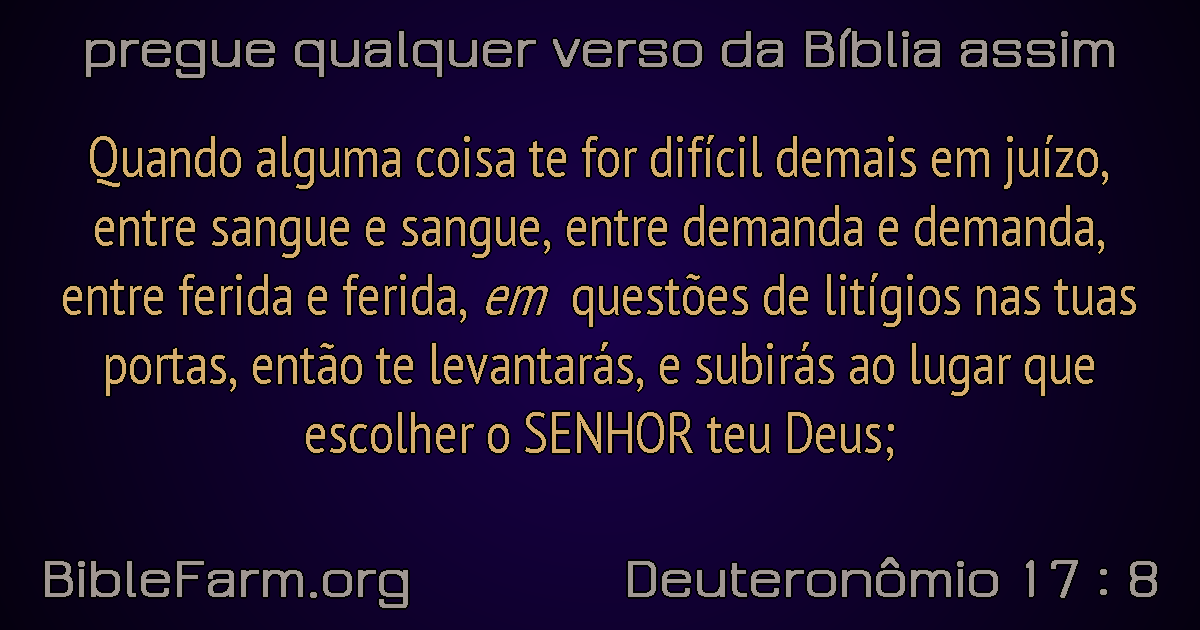 pregue qualquer verso da Bíblia assim
Quando alguma coisa te for difícil demais em juízo,
entre sangue e sangue, entre demanda e demanda,
entre ferida e ferida, em questões de litígios nas tuas
portas, então te levantarás, e subirás ao lugar que
escolher o SENHOR teu Deus;
BibleFarm.org
Deuteronômio 17 : 8